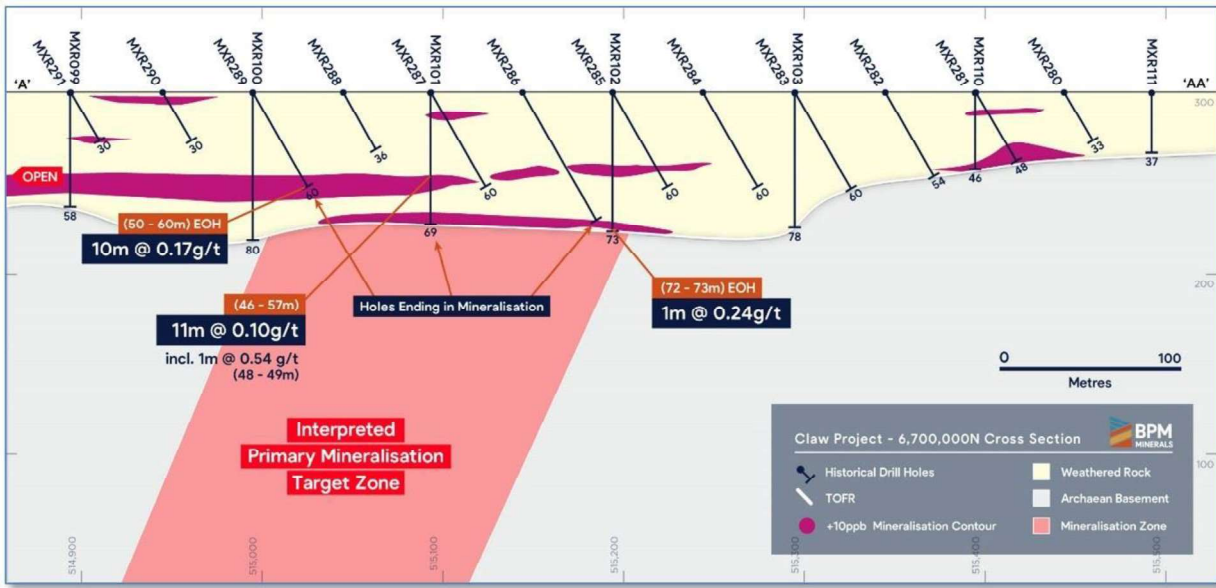 MXR291
MXR099
MXR290
MXR289
MXR100
MXR288
MXR287
MXR101
MXR286
MXR285
MXR102
MXR284
MXR283
MXR103
MXR282
MXR281
MXR110
MXR280
MXR111
'A'
'AA'
300
30
30
36
33
37
OPEN
60
60
60
60
60
54
46
48
58
(50 - 60m) EOH
10m @ 0.17g/t
80
69
73
78
(46 - 57m)
11m @ 0.10g/t
incl. 1m @ 0.54 g/t
(48 - 49m)
Holes Ending in Mineralisation
(72 - 73m) EOH
1m @ 0.24g/t
200
0 100
Metres
Interpreted
Primary Mineralisation
Target Zone
Claw Project - 6,700,000N Cross Section
BPM
MINERALS
Historical Drill Holes
TOFR
+10ppb Mineralisation Contour
Weathered Rock
Archaean Basement
Mineralisation Zone
100
514,900
515,000
515,100
515,200
515,300
515,400
515,500